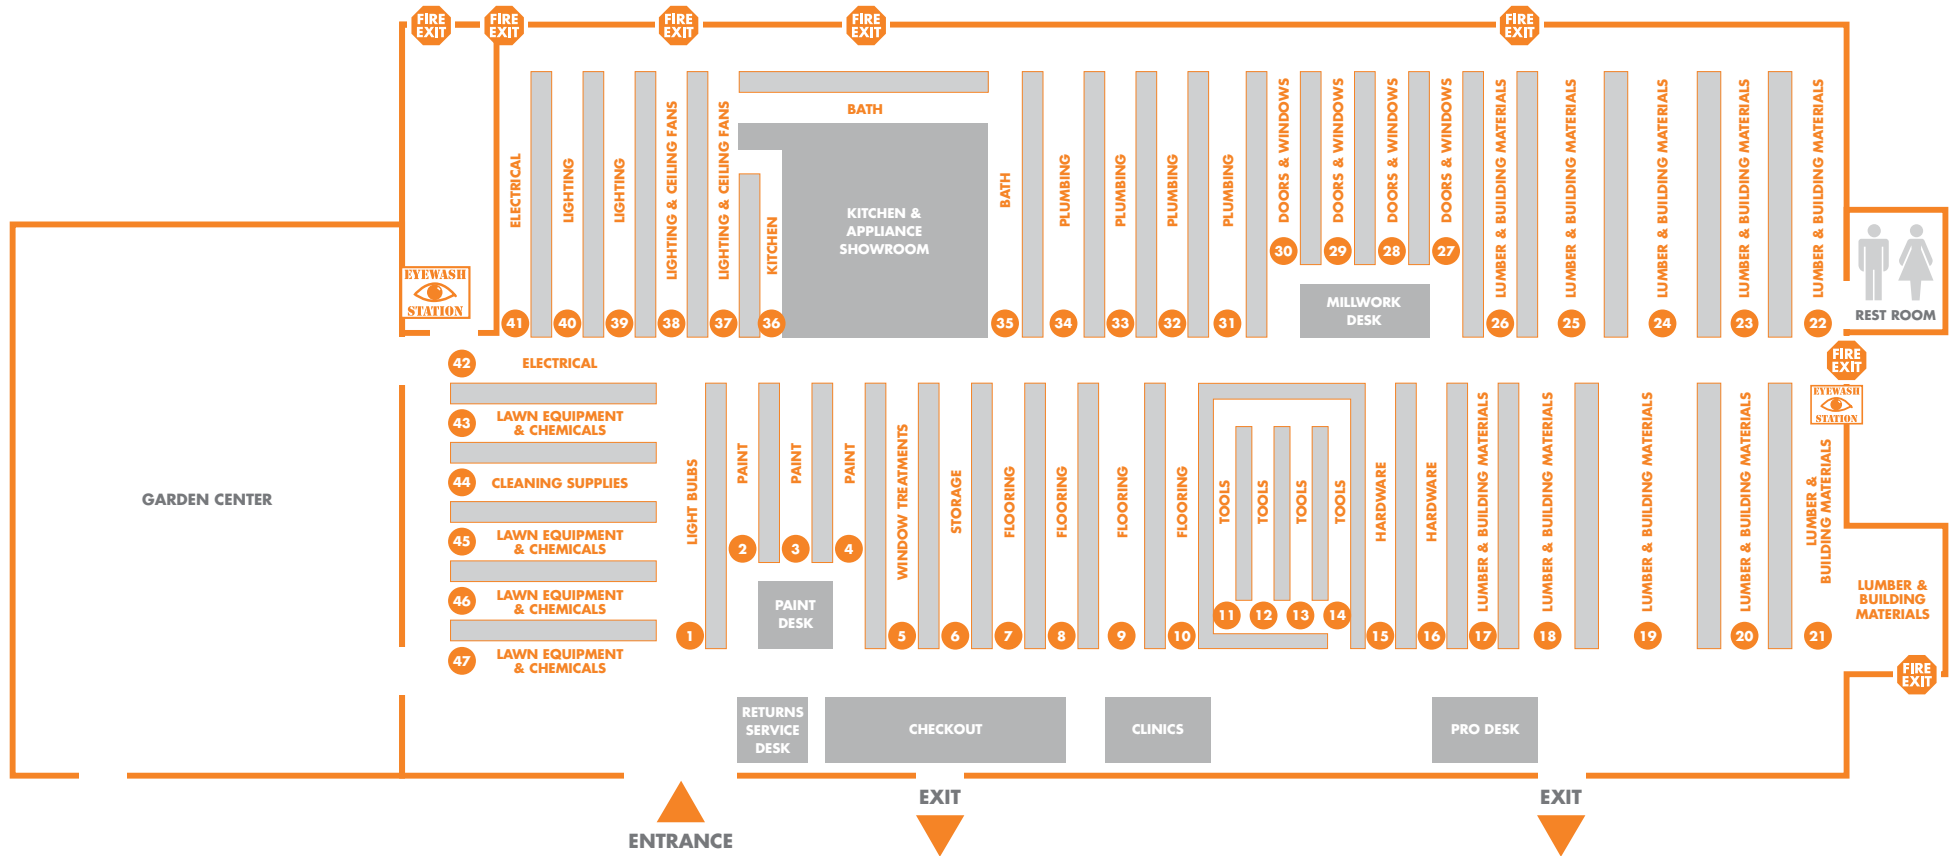 FIRE
EXIT
FIRE
EXIT
FIRE
EXIT
FIRE
EXIT
FIRE
EXIT
ELECTRICAL
41
LIGHTING
40
LIGHTING
39
LIGHTING & CEILING FANS
38
LIGHTING & CEILING FANS
37
BATH
KITCHEN
36
KITCHEN &
APPLIANCE
SHOWROOM
BATH
35
PLUMBING
34
PLUMBING
33
PLUMBING
32
PLUMBING
31
DOORS & WINDOWS
30
DOORS & WINDOWS
29
DOORS & WINDOWS
28
DOORS & WINDOWS
27
MILLWORK
DESK
LUMBER & BUILDING MATERIALS
26
LUMBER & BUILDING MATERIALS
25
LUMBER & BUILDING MATERIALS
24
LUMBER & BUILDING MATERIALS
23
LUMBER & BUILDING MATERIALS
22
REST ROOM
EYEWASH
STATION
FIRE
EXIT
EYEWASH
STATION
42
ELECTRICAL
43
LAWN EQUIPMENT
& CHEMICALS
44
CLEANING SUPPLIES
45
LAWN EQUIPMENT
& CHEMICALS
46
LAWN EQUIPMENT
& CHEMICALS
47
LAWN EQUIPMENT
& CHEMICALS
GARDEN CENTER
LIGHT BULBS
1
PAINT
2
PAINT
3
PAINT
4
PAINT
DESK
WINDOW TREATMENTS
5
STORAGE
6
FLOORING
7
FLOORING
8
FLOORING
9
FLOORING
10
TOOLS
11
TOOLS
12
TOOLS
13
TOOLS
14
HARDWARE
15
HARDWARE
16
LUMBER & BUILDING MATERIALS
17
LUMBER & BUILDING MATERIALS
18
LUMBER & BUILDING MATERIALS
19
LUMBER & BUILDING MATERIALS
20
LUMBER &
BUILDING MATERIALS
21
LUMBER &
BUILDING
MATERIALS
FIRE
EXIT
RETURNS
SERVICE
DESK
CHECKOUT
CLINICS
PRO DESK
ENTRANCE
EXIT
EXIT